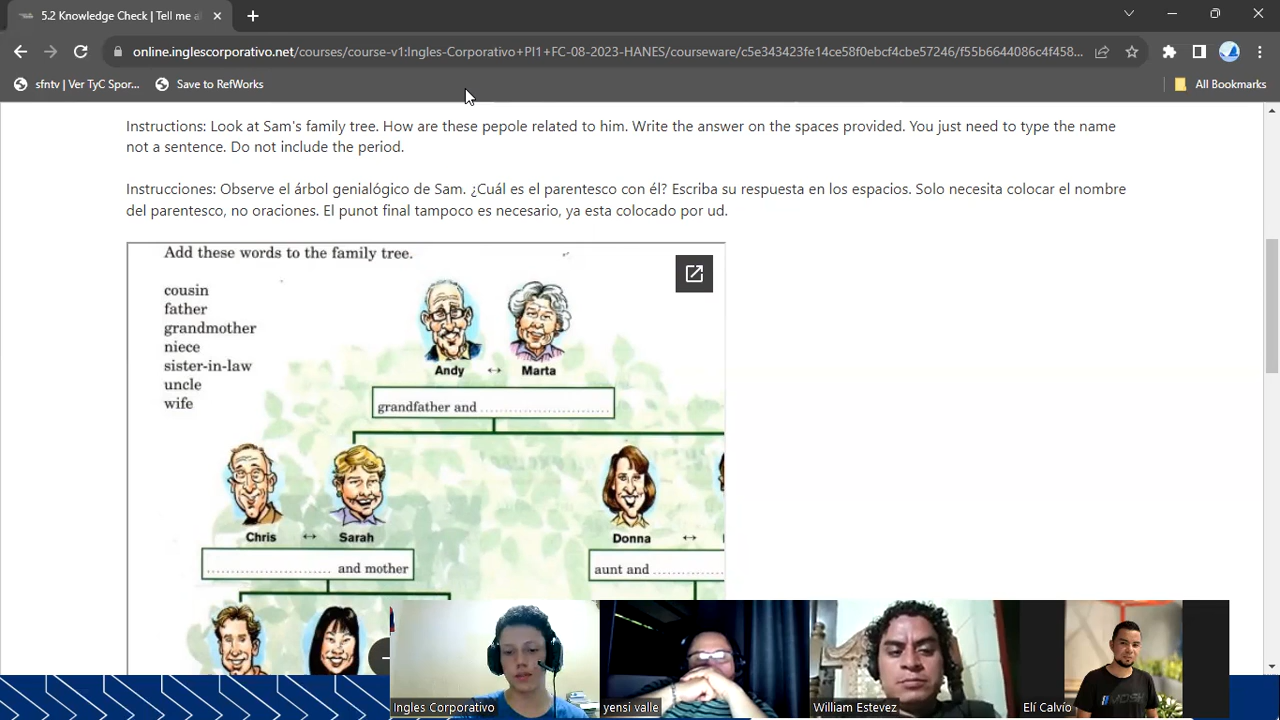 5.2 Knowledge Check | Tell me a
online.inglescorporativo.net/courses/course-v1:Ingles-Corporativo+PI1+FC-08-2023-HANES/courseware/c5e343423fe14ce58f0ebcf4cbe57246/f55b6644086c4f458...
sfntv | Ver TyC Spor...
Save to RefWorks
All Bookmarks
Instructions: Look at Sam's family tree. How are these pepole related to him. Write the answer on the spaces provided. You just need to type the name
not a sentence. Do not include the period.
Instrucciones: Observe el árbol genialógico de Sam. ¿Cuál es el parentesco con él? Escriba su respuesta en los espacios. Solo necesita colocar el nombre
del parentesco, no oraciones. El punot final tampoco es necesario, ya esta colocado por ud.
Add these words to the family tree.
cousin
father
grandmother
niece
sister-in-law
uncle
wife
Andy ↔ Marta
grandfather and ..........................
Chris ↔ Sarah
Donna ↔
.......................... and mother
aunt and ...............
Ingles Corporativo
yensi valle
William Estevez
Elí Calvío